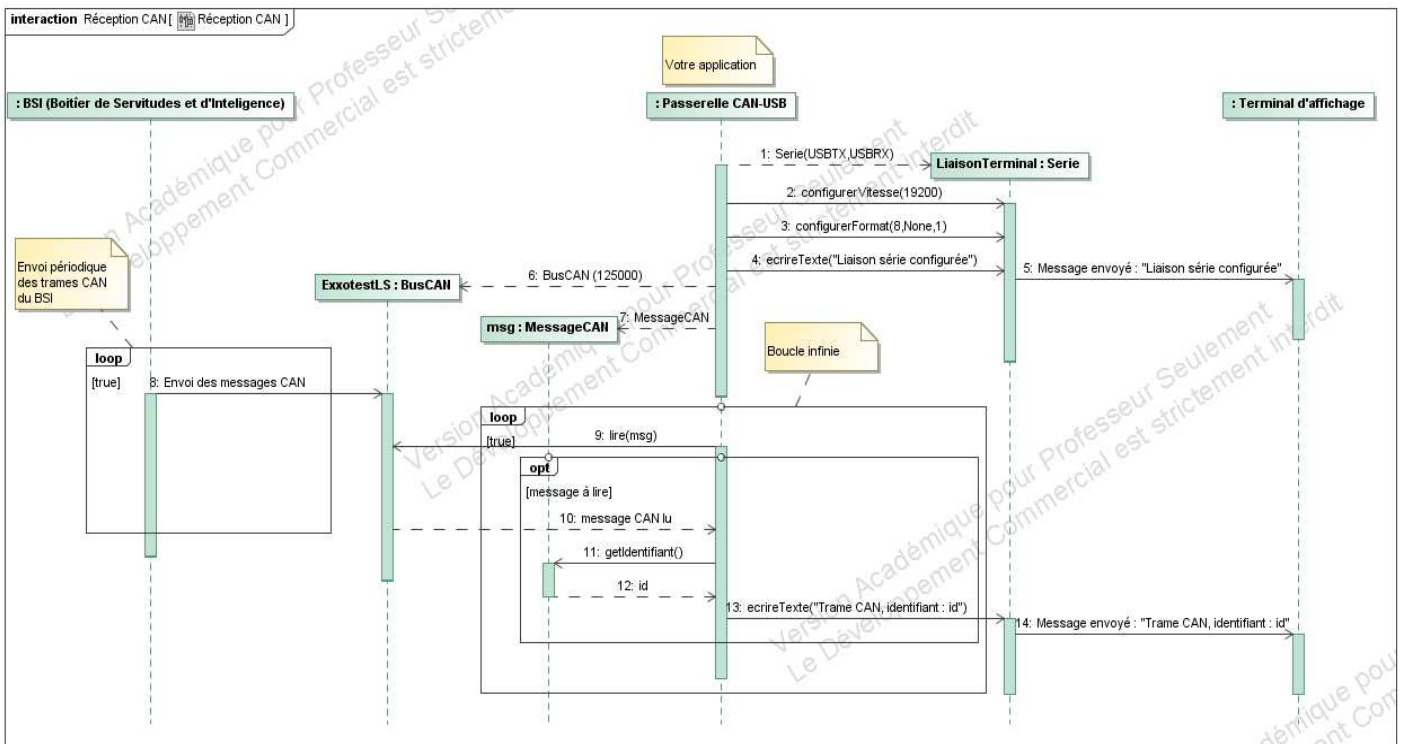 interaction Réception CAN [ Réception CAN ]
Votre application
: BSI (Boitîer de Servitudes et d'Inteligence)
: Passerelle CAN-USB
: Terminal d'affichage
1: Serie(USBTX,USBRX)
LiaisonTerminal : Serie
2: configurerVitesse(19200)
3: configurerFormat(8,None,1)
4: ecrireTexte("Liaison série configurée")
5: Message envoyé : "Liaison série configurée"
Envoi périodique
des trames CAN
du BSI
6: BusCAN (125000)
ExxotestLS : BusCAN
7: MessageCAN
msg : MessageCAN
Boucle infinie
loop
[true]
8: Envoi des messages CAN
loop
[true]
9: lire(msg)
opt
[message à lire]
10: message CAN lu
11: getIdentifiant()
12: id
13: ecrireTexte("Trame CAN, identifiant : id")
14: Message envoyé : "Trame CAN, identifiant : id"
Version Académique pour Professeur Seulement
Le Développement Commercial est strictement interdit